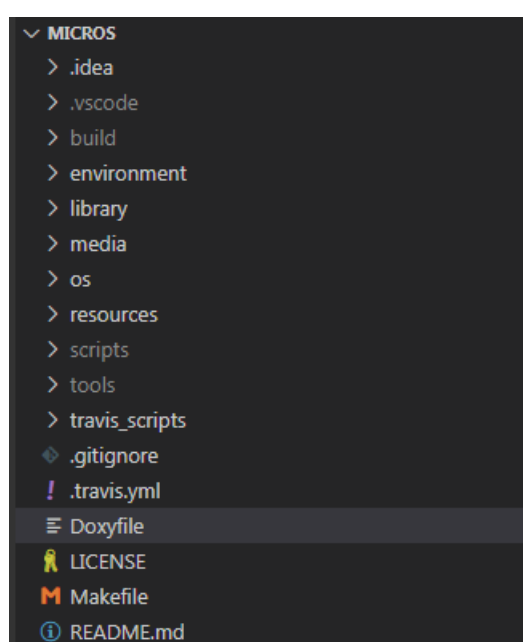 MICROS
.idea
.vscode
build
environment
library
media
os
resources
scripts
tools
travis_scripts
.gitignore
.travis.yml
Doxyfile
LICENSE
Makefile
README.md